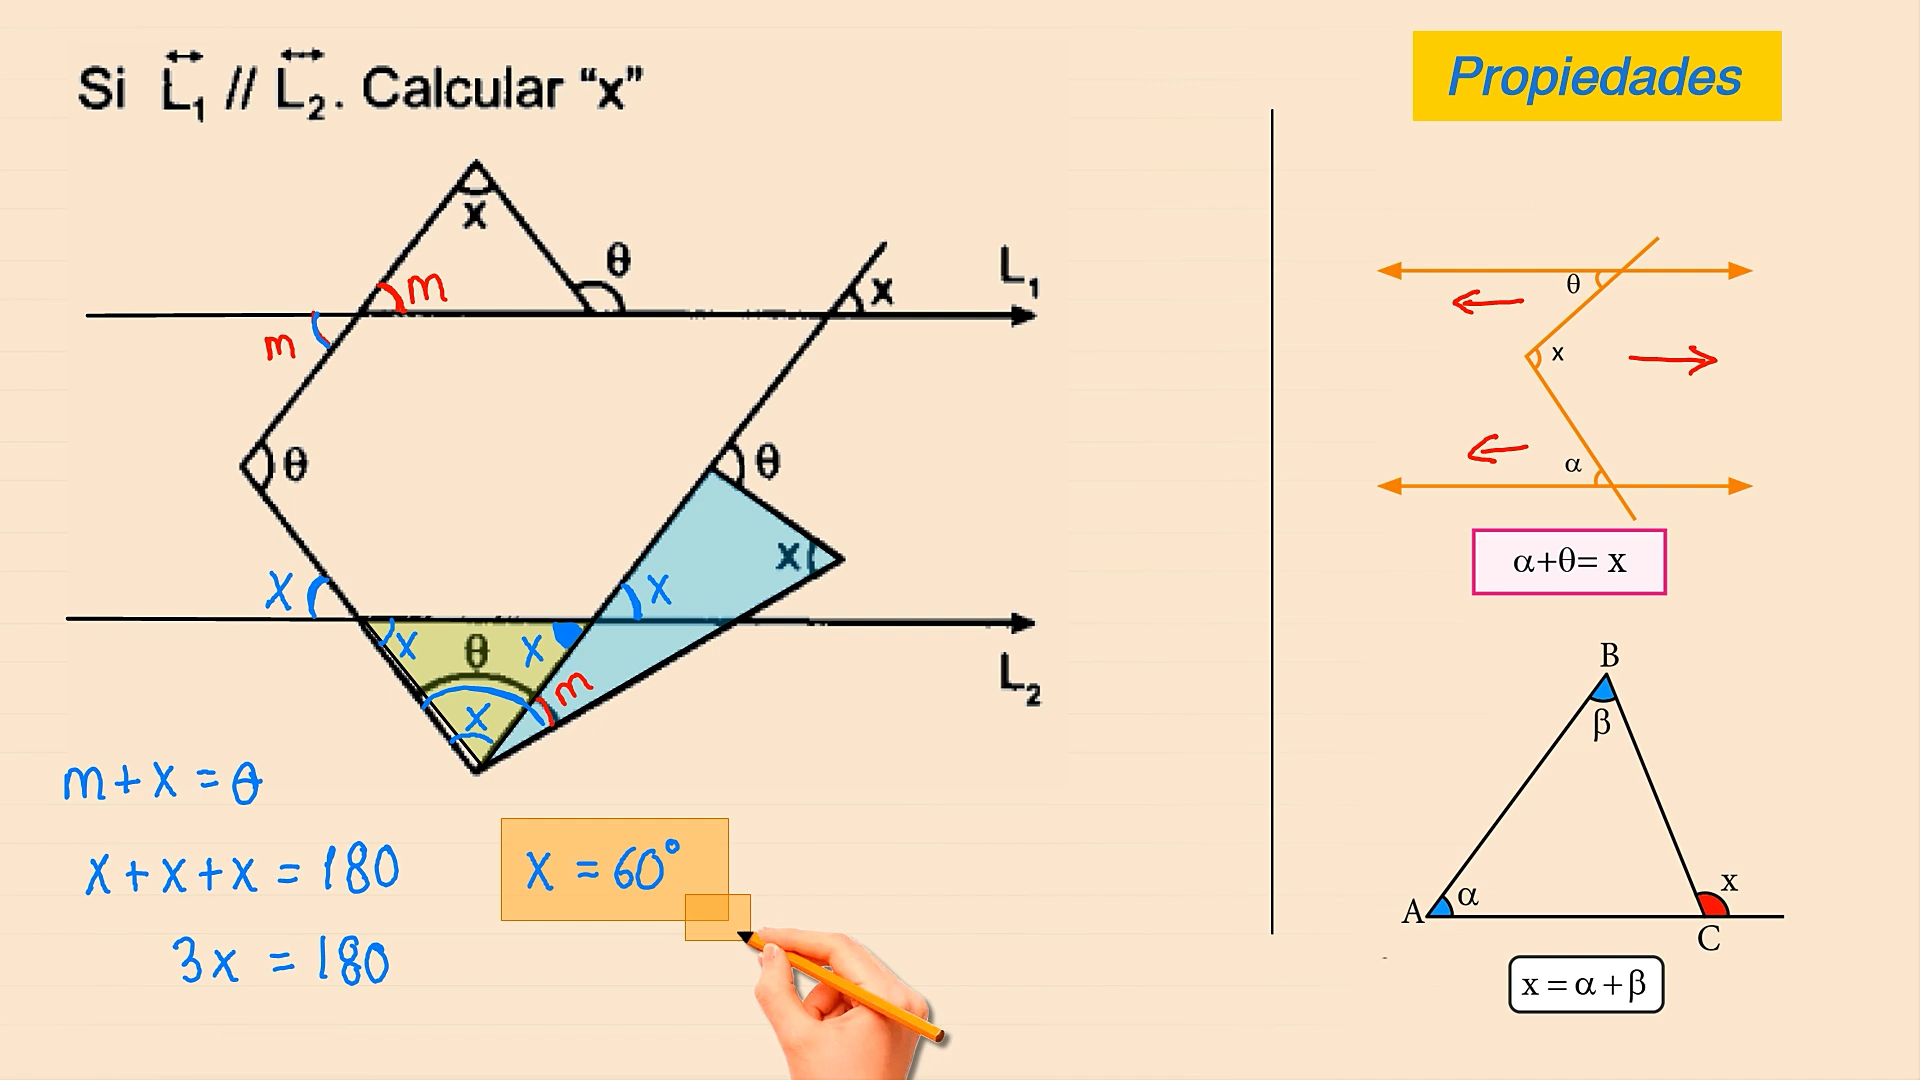 Si L₁ // L₂. Calcular “x”
x
θ
m
x
L₁
m
θ
θ
x
x
x
x
θ
x
m
x
L₂
m + x = θ
x + x + x = 180
3x = 180
x = 60°
Propiedades
θ
x
α
α+θ= x
B
β
A
α
x
C
x = α + β